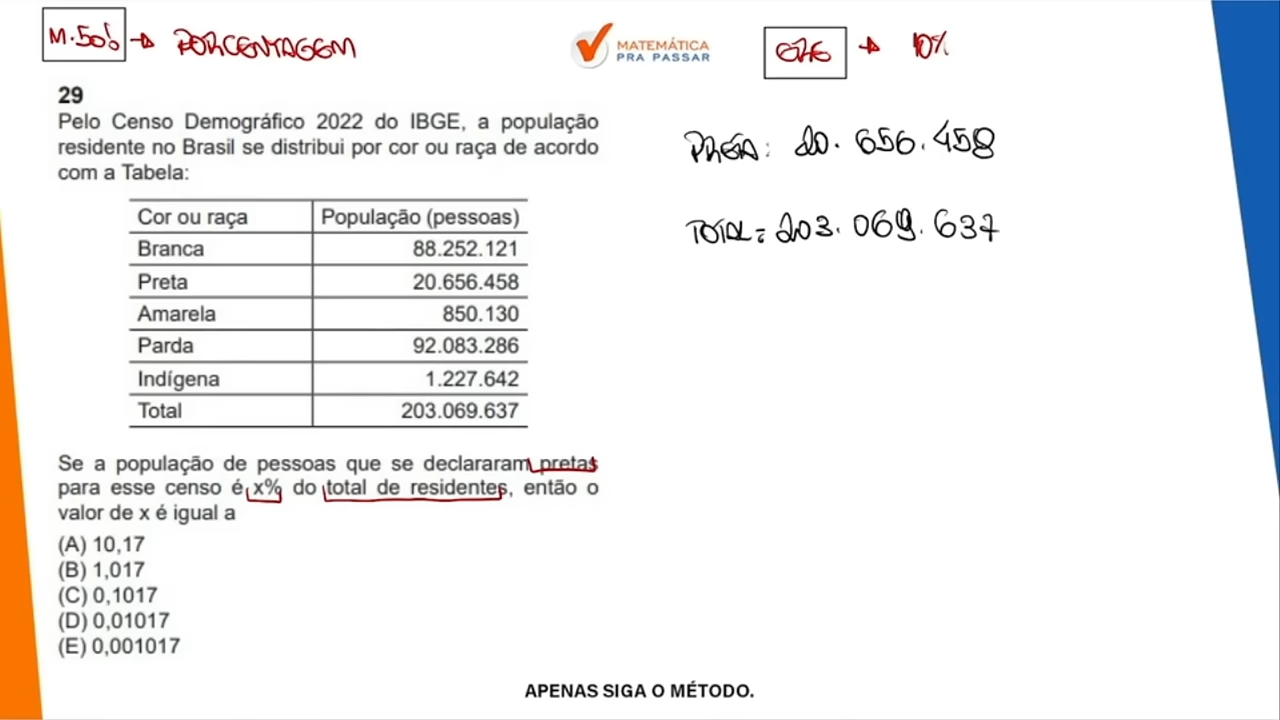 M.50% → PORCENTAGEM
MATEMÁTICA
PRA PASSAR
→ 10%
29
Pelo Censo Demográfico 2022 do IBGE, a população
residente no Brasil se distribui por cor ou raça de acordo
com a Tabela:
Cor ou raça População (pessoas)
Branca 88.252.121
Preta 20.656.458
Amarela 850.130
Parda 92.083.286
Indígena 1.227.642
Total 203.069.637
Se a população de pessoas que se declararam pretas
para esse censo é x% do total de residentes, então o
valor de x é igual a
(A) 10,17
(B) 1,017
(C) 0,1017
(D) 0,01017
(E) 0,001017
PRETA: 20.656.458
TOTAL = 203.069.637
APENAS SIGA O MÉTODO.